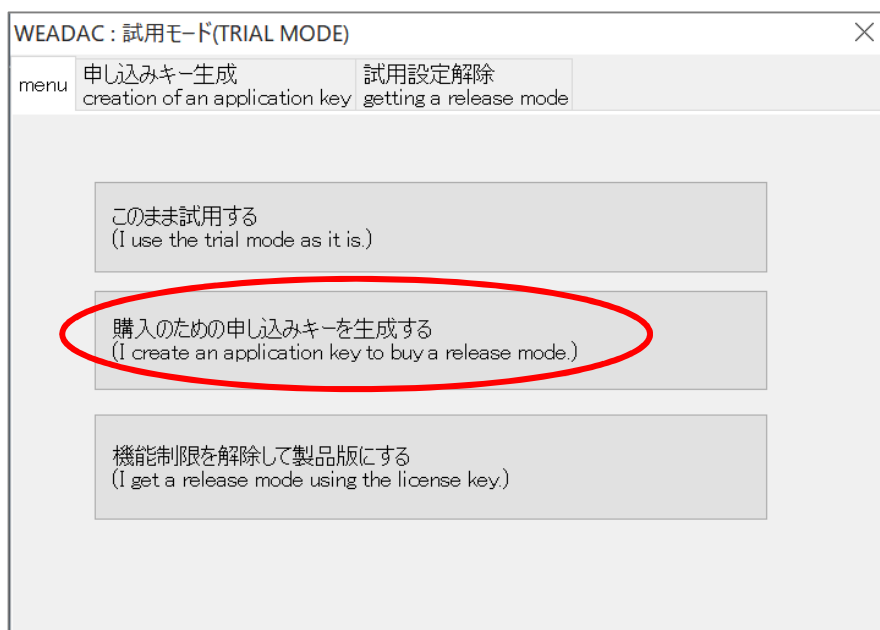 WEADAC : 試用モード(TRIAL MODE)
menu
申し込みキー生成
creation of an application key
試用設定解除
getting a release mode
このまま試用する
(I use the trial mode as it is.)
購入のための申し込みキーを生成する
(I create an application key to buy a release mode.)
機能制限を解除して製品版にする
(I get a release mode using the license key.)